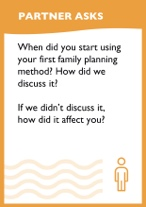 PARTNER ASKS
When did you start using
your first family planning
method? How did we
discuss it?
If we didn't discuss it,
how did it affect you?